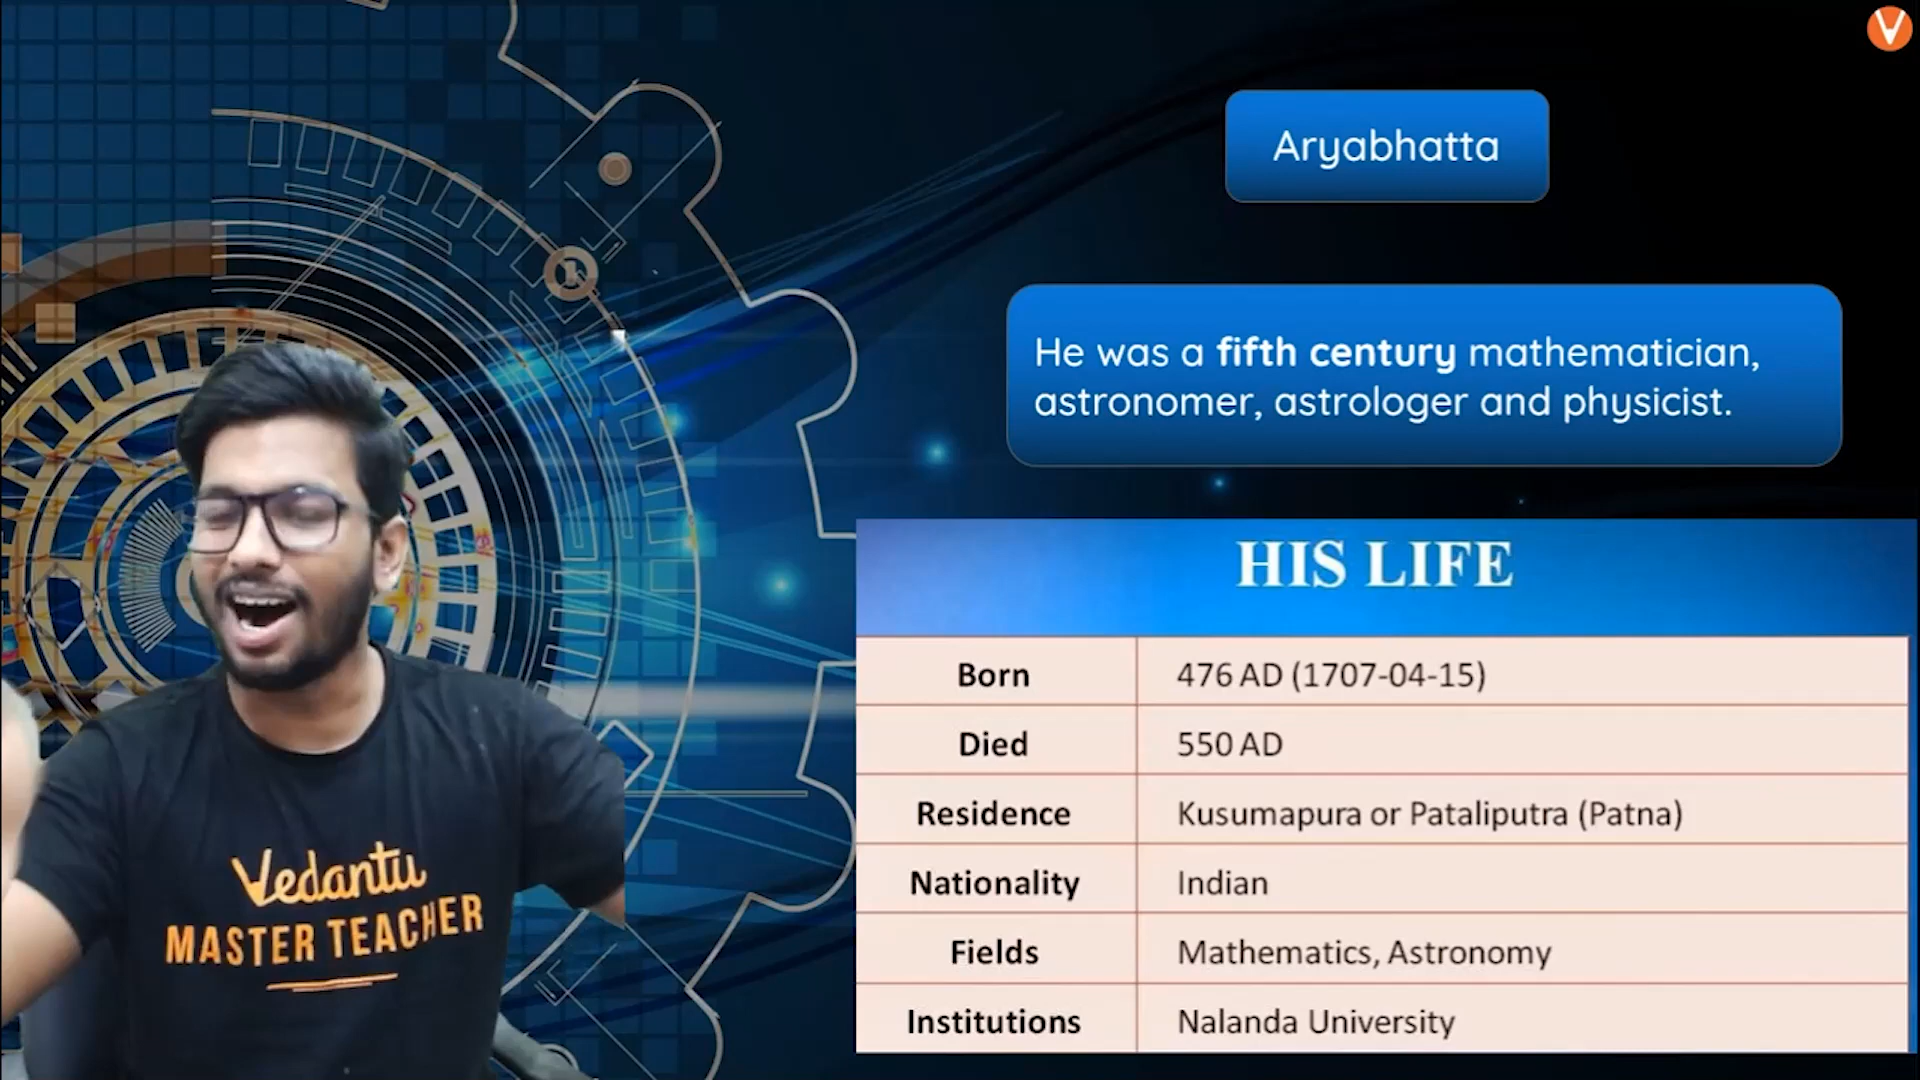 Aryabhatta
He was a fifth century mathematician,
astronomer, astrologer and physicist.
HIS LIFE
Born 476 AD (1707-04-15)
Died 550 AD
Residence Kusumapura or Pataliputra (Patna)
Nationality Indian
Fields Mathematics, Astronomy
Institutions Nalanda University
Vedantu
MASTER TEACHER